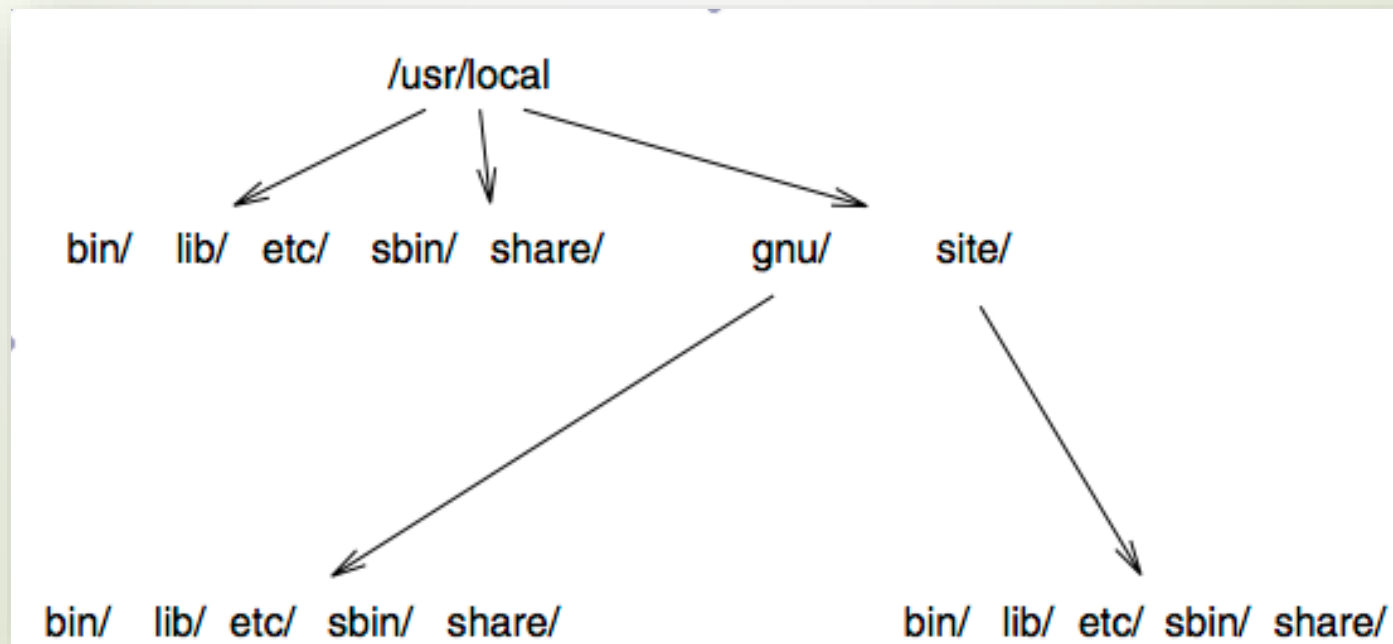 /usr/local
bin/ lib/ etc/ sbin/ share/ gnu/ site/
bin/ lib/ etc/ sbin/ share/ bin/ lib/ etc/ sbin/ share/